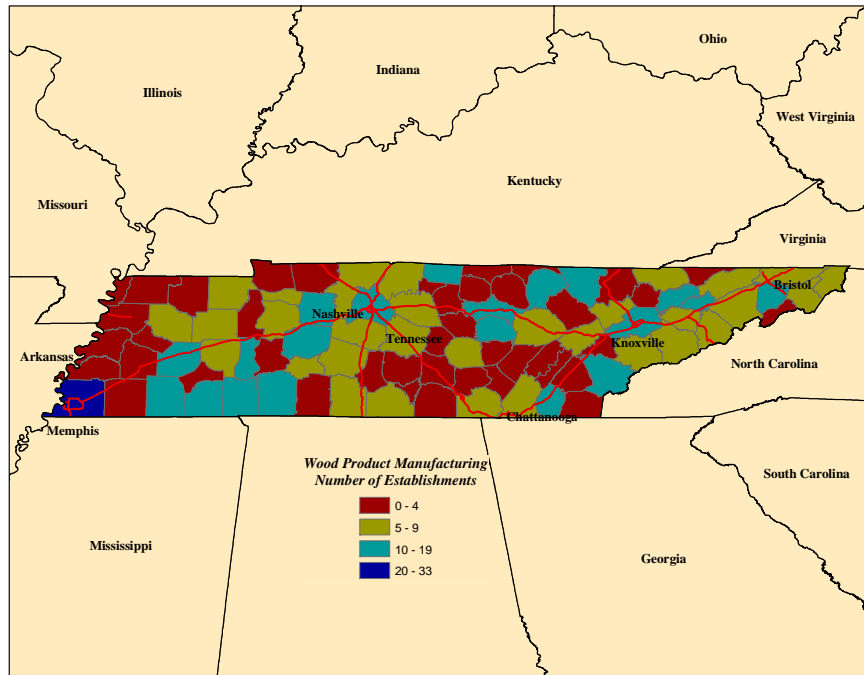 Ohio
Indiana
Illinois
West Virginia
Kentucky
Missouri
Virginia
Bristol
Nashville
Tennessee
Knoxville
Arkansas
North Carolina
Chattanooga
Memphis
Wood Product Manufacturing
Number of Establishments
South Carolina
0 - 4
5 - 9
Mississippi
10 - 19
Georgia
20 - 33